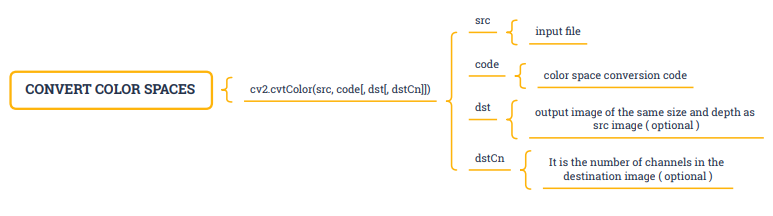 CONVERT COLOR SPACES
cv2.cvtColor(src, code[, dst[, dstCn]])
src
input file
code
color space conversion code
dst
output image of the same size and depth as
src image ( optional )
dstCn
It is the number of channels in the
destination image ( optional )